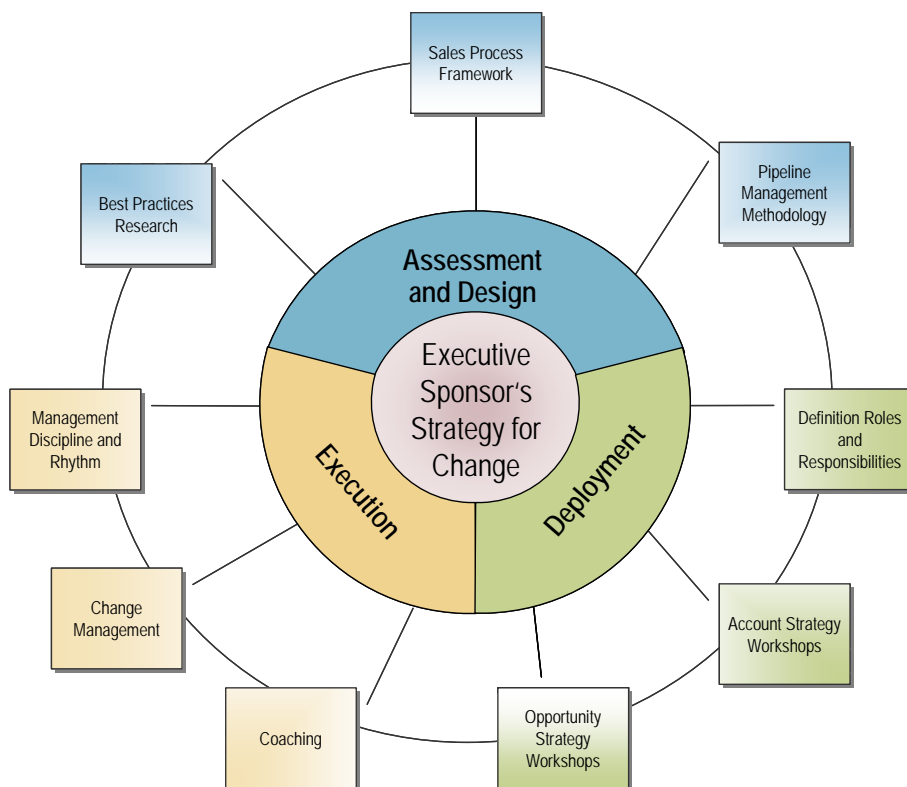 Sales Process
Framework
Pipeline
Management
Methodology
Best Practices
Research
Assessment
and Design
Executive
Sponsor's
Strategy for
Change
Execution
Deployment
Management
Discipline and
Rhythm
Definition Roles
and
Responsibilities
Change
Management
Account Strategy
Workshops
Coaching
Opportunity
Strategy
Workshops